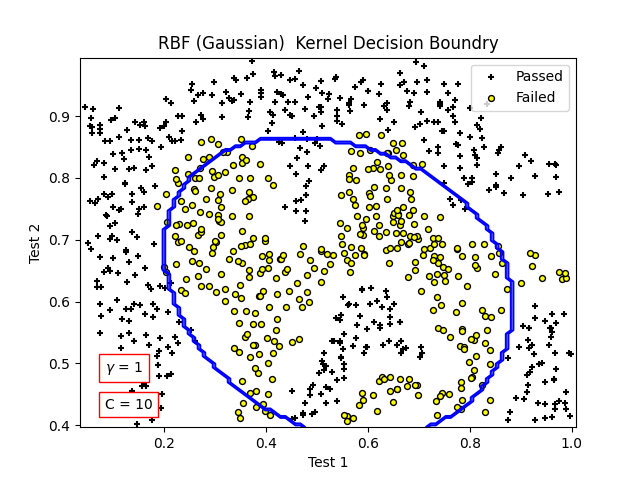 RBF (Gaussian)  Kernel Decision Boundry
Passed
Failed
Test 2
0.9
0.8
0.7
0.6
0.5
0.4
γ = 1
C = 10
0.2
0.4
0.6
0.8
1.0
Test 1